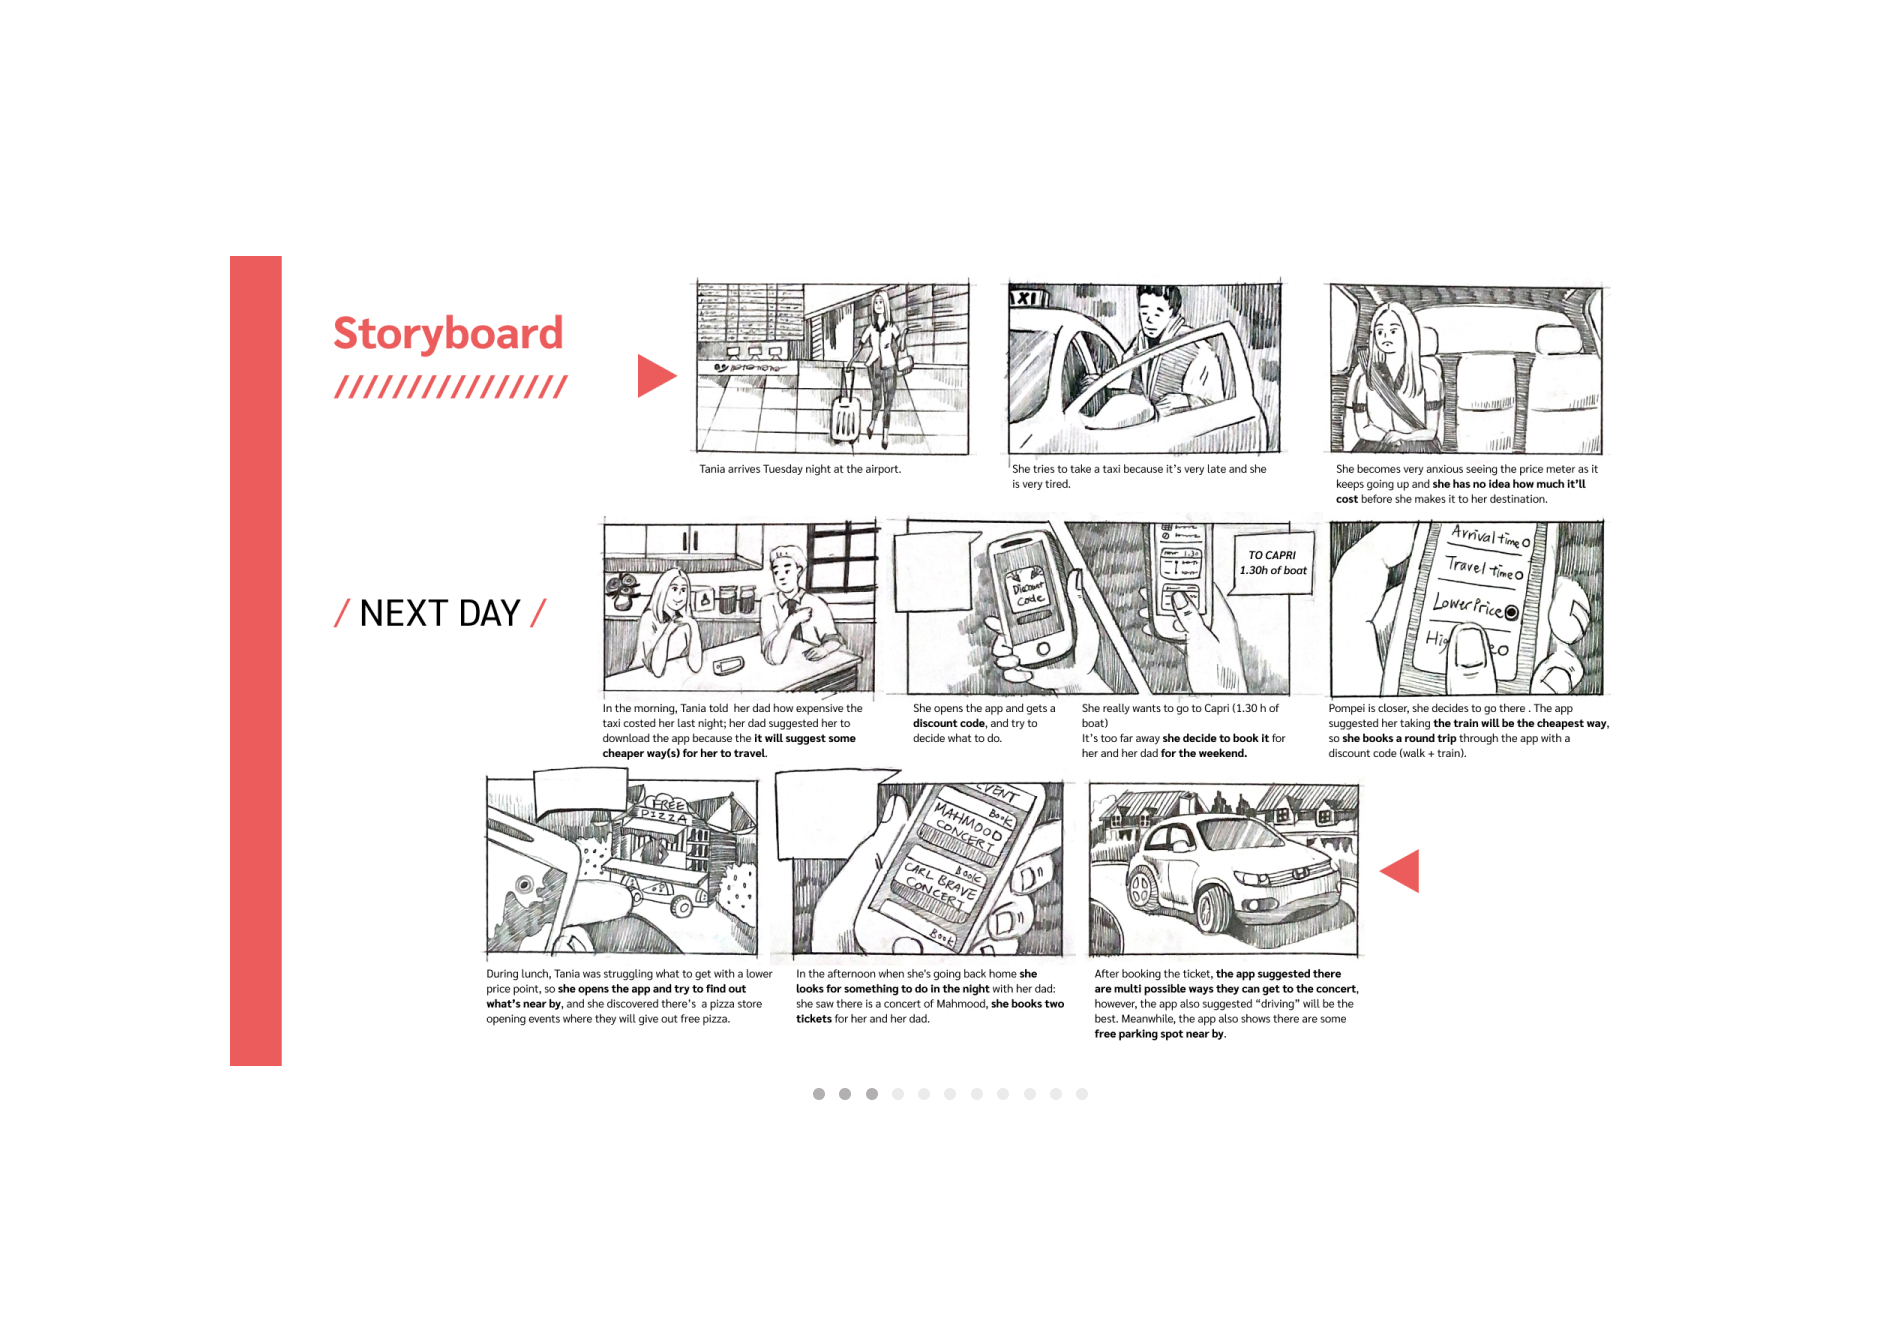 Storyboard
Tania arrives Tuesday night at the airport.
XI
She tries to take a taxi because it's very late and she
is very tired.
She becomes very anxious seeing the price meter as it
keeps going up and she has no idea how much it'll
cost before she makes it to her destination.
/ NEXT DAY /
In the morning, Tania told her dad how expensive the
taxi costed her last night; her dad suggested her to
download the app because the it will suggest some
cheaper way(s) for her to travel.
Discount
Code
She opens the app and gets a
discount code, and try to
decide what to do.
1.30
TO CAPRI
1.30h of boat
She really wants to go to Capri (1.30 h of
boat)
It's too far away she decide to book it for
her and her dad for the weekend.
Arrival time
Travel time
Lower Price
Hig
Pompei is closer, she decides to go there . The app
suggested her taking the train will be the cheapest way,
so she books a round trip through the app with a
discount code (walk + train).
FREE
PIZZA
During lunch, Tania was struggling what to get with a lower
price point, so she opens the app and try to find out
what's near by, and she discovered there's a pizza store
opening events where they will give out free pizza.
EVENT
Book
MAHMOOD
CONCERT
Book
CARL BRAVE
CONCERT
Book
In the afternoon when she's going back home she
looks for something to do in the night with her dad:
she saw there is a concert of Mahmood, she books two
tickets for her and her dad.
After booking the ticket, the app suggested there
are multi possible ways they can get to the concert,
however, the app also suggested “driving” will be the
best. Meanwhile, the app also shows there are some
free parking spot near by.